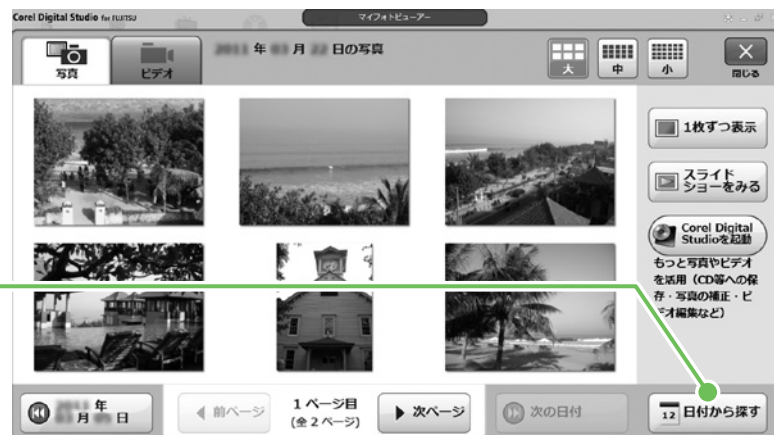 Corel Digital Studio for FUJITSU
マイフォトビューアー
写真
ビデオ
2011 年 03 月 22 日の写真
大
中
小
閉じる
1枚ずつ表示
スライド
ショーをみる
Corel Digital
Studioを起動
もっと写真やビデオ
を活用（CD等への保
存・写真の補正・ビ
デオ編集など）
年
月 日
前ページ
1 ページ目
(全 2 ページ)
次ページ
次の日付
12 日付から探す